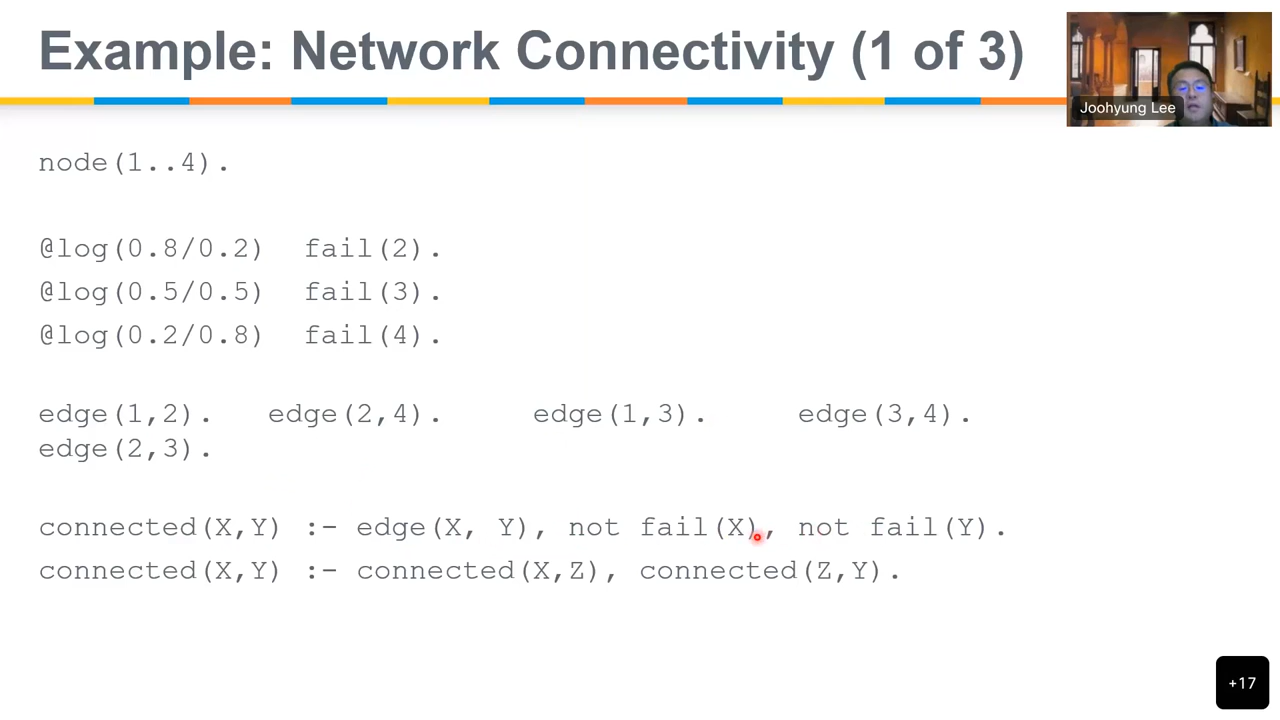 Example: Network Connectivity (1 of 3)
Joohyung Lee
node(1..4).
@log(0.8/0.2) fail(2).
@log(0.5/0.5) fail(3).
@log(0.2/0.8) fail(4).
edge(1,2). edge(2,4). edge(1,3). edge(3,4).
edge(2,3).
connected(X,Y) :- edge(X, Y), not fail(X), not fail(Y).
connected(X,Y) :- connected(X,Z), connected(Z,Y).
+17